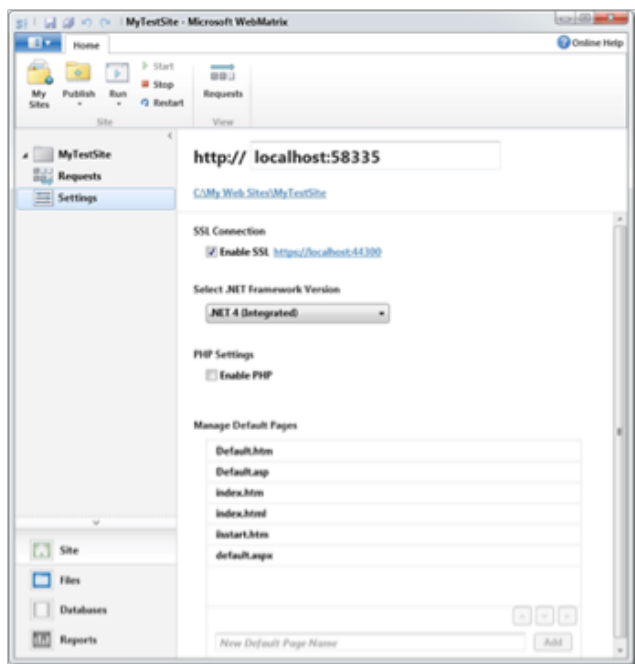 MyTestSite - Microsoft WebMatrix
Home
Online Help
My Sites
Publish
Run
Start
Stop
Restart
Requests
Site
View
MyTestSite
Requests
Settings
http:// localhost:58335
C:\My Web Sites\MyTestSite
SSL Connection
Enable SSL https://localhost:44300
Select .NET Framework Version
.NET 4 (Integrated)
PHP Settings
Enable PHP
Manage Default Pages
Default.htm
Default.asp
index.htm
index.html
iisstart.htm
default.aspx
Site
Files
Databases
Reports
New Default Page Name
Add